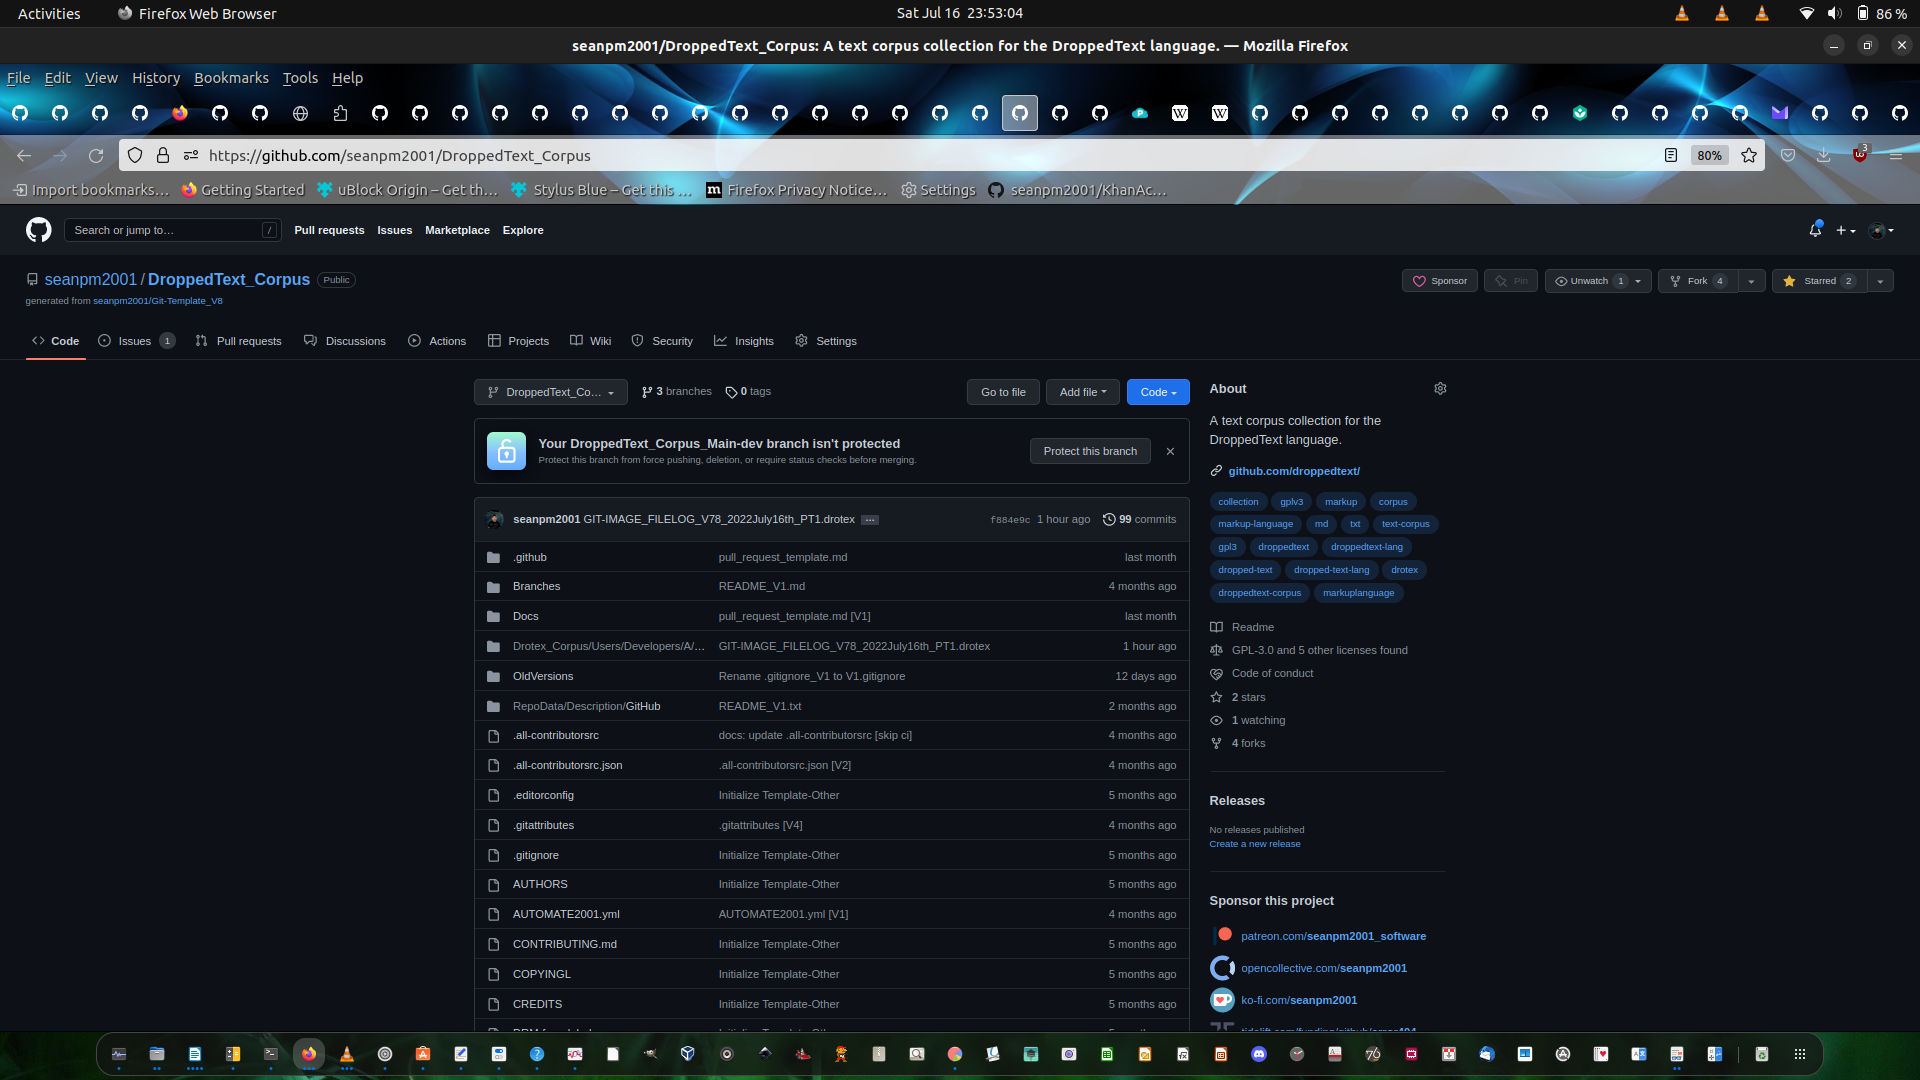 Activities
Firefox Web Browser
Sat Jul 16 23:53:04
86 %
seanpm2001/DroppedText_Corpus: A text corpus collection for the DroppedText language. — Mozilla Firefox
File Edit View History Bookmarks Tools Help
https://github.com/seanpm2001/DroppedText_Corpus
80%
3
Import bookmarks…
Getting Started
uBlock Origin – Get th…
Stylus Blue – Get this …
Firefox Privacy Notice…
Settings
seanpm2001/KhanAc…
Search or jump to… /
Pull requests Issues Marketplace Explore
seanpm2001 / DroppedText_Corpus Public
generated from seanpm2001/Git-Template_V8
Sponsor
Pin
Unwatch 1
Fork 4
Starred 2
Code
Issues 1
Pull requests
Discussions
Actions
Projects
Wiki
Security
Insights
Settings
DroppedText_Co…
3 branches
0 tags
Go to file
Add file
Code
Your DroppedText_Corpus_Main-dev branch isn't protected
Protect this branch from force pushing, deletion, or require status checks before merging.
Protect this branch
seanpm2001 GIT-IMAGE_FILELOG_V78_2022July16th_PT1.drotex … f884e9c 1 hour ago 99 commits
.github pull_request_template.md last month
Branches README_V1.md 4 months ago
Docs pull_request_template.md [V1] last month
Drotex_Corpus/Users/Developers/A/… GIT-IMAGE_FILELOG_V78_2022July16th_PT1.drotex 1 hour ago
OldVersions Rename .gitignore_V1 to V1.gitignore 12 days ago
RepoData/Description/GitHub README_V1.txt 2 months ago
.all-contributorsrc docs: update .all-contributorsrc [skip ci] 4 months ago
.all-contributorsrc.json .all-contributorsrc.json [V2] 4 months ago
.editorconfig Initialize Template-Other 5 months ago
.gitattributes .gitattributes [V4] 4 months ago
.gitignore Initialize Template-Other 5 months ago
AUTHORS Initialize Template-Other 5 months ago
AUTOMATE2001.yml AUTOMATE2001.yml [V1] 4 months ago
CONTRIBUTING.md Initialize Template-Other 5 months ago
COPYINGL Initialize Template-Other 5 months ago
CREDITS Initialize Template-Other 5 months ago
About
A text corpus collection for the
DroppedText language.
github.com/droppedtext/
collection gplv3 markup corpus
markup-language md txt text-corpus
gpl3 droppedtext droppedtext-lang
dropped-text dropped-text-lang drotex
droppedtext-corpus markuplanguage
Readme
GPL-3.0 and 5 other licenses found
Code of conduct
2 stars
1 watching
4 forks
Releases
No releases published
Create a new release
Sponsor this project
patreon.com/seanpm2001_software
opencollective.com/seanpm2001
ko-fi.com/seanpm2001